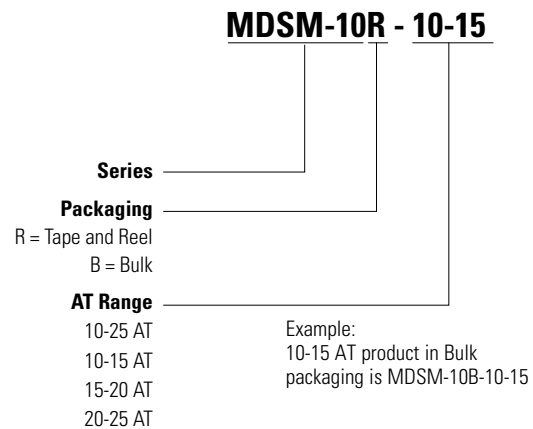 MDSM-10R - 10-15
Series
Packaging
R = Tape and Reel
B = Bulk
AT Range
10-25 AT
10-15 AT
15-20 AT
20-25 AT
Example:
10-15 AT product in Bulk
packaging is MDSM-10B-10-15